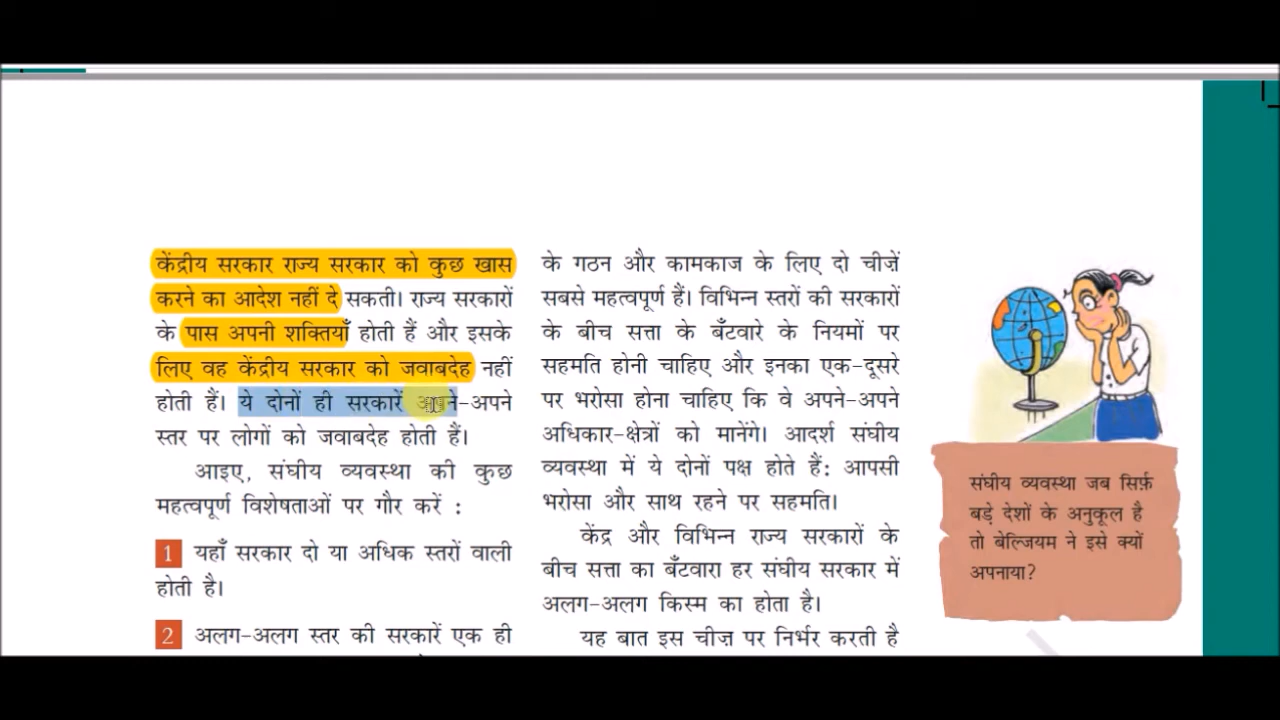 केंद्रीय सरकार राज्य सरकार को कुछ खास
करने का आदेश नहीं दे सकती। राज्य सरकारों
के पास अपनी शक्तियाँ होती हैं और इसके
लिए वह केंद्रीय सरकार को जवाबदेह नहीं
होती हैं। ये दोनों ही सरकारें अपने-अपने
स्तर पर लोगों को जवाबदेह होती हैं।
आइए, संघीय व्यवस्था की कुछ
महत्वपूर्ण विशेषताओं पर गौर करें :
1 यहाँ सरकार दो या अधिक स्तरों वाली
होती है।
2 अलग-अलग स्तर की सरकारें एक ही
के गठन और कामकाज के लिए दो चीज़ें
सबसे महत्वपूर्ण हैं। विभिन्न स्तरों की सरकारों
के बीच सत्ता के बँटवारे के नियमों पर
सहमति होनी चाहिए और इनका एक-दूसरे
पर भरोसा होना चाहिए कि वे अपने-अपने
अधिकार-क्षेत्रों को मानेंगे। आदर्श संघीय
व्यवस्था में ये दोनों पक्ष होते हैं: आपसी
भरोसा और साथ रहने पर सहमति।
केंद्र और विभिन्न राज्य सरकारों के
बीच सत्ता का बँटवारा हर संघीय सरकार में
अलग-अलग किस्म का होता है।
यह बात इस चीज़ पर निर्भर करती है
संघीय व्यवस्था जब सिर्फ़
बड़े देशों के अनुकूल है
तो बेल्जियम ने इसे क्यों
अपनाया?